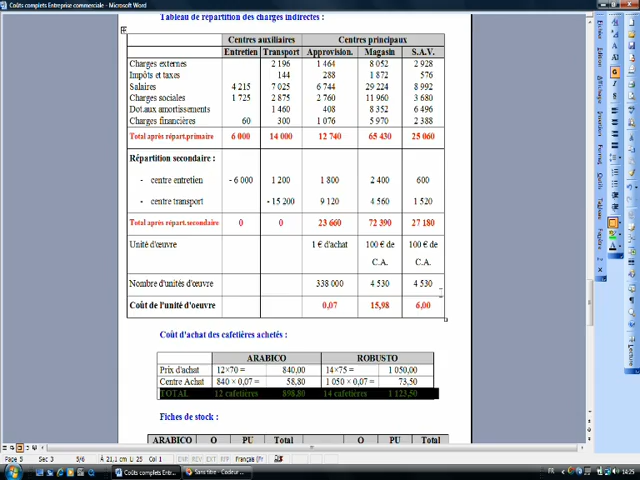 Coûts complets Entreprise commerciale - Microsoft Word
Tableau de répartition des charges indirectes :
Centres auxiliaires Centres principaux
Entretien Transport Approvision. Magasin S.A.V.
Charges externes 2 196 1 464 8 052 2 928
Impôts et taxes 144 288 1 872 576
Salaires 4 215 7 025 6 744 29 224 8 992
Charges sociales 1 725 2 875 2 760 11 960 3 680
Dot.aux amortissements 1 460 408 8 352 6 496
Charges financières 60 300 1 076 5 970 2 388
Total après répart.primaire 6 000 14 000 12 740 65 430 25 060
Répartition secondaire :
- centre entretien - 6 000 1 200 1 800 2 400 600
- centre transport - 15 200 9 120 4 560 1 520
Total après répart.secondaire 0 0 23 660 72 390 27 180
Unité d'œuvre 1 € d'achat 100 € de 100 € de
C.A. C.A.
Nombre d'unités d'œuvre 338 000 4 530 4 530
Coût de l'unité d'oeuvre 0,07 15,98 6,00
Coût d'achat des cafetières achetés :
ARABICO ROBUSTO
Prix d'achat 12×70 = 840,00 14×75 = 1 050,00
Centre Achat 840 × 0,07 = 58,80 1 050 × 0,07 = 73,50
TOTAL 12 cafetières 898,80 14 cafetières 1 123,50
Fiches de stock :
ARABICO Q PU Total Q PU Total
Page 5 Sec 3 5/6 À 21,1 cm Li 25 Col 1 ENR REV EXT RFP Français (Fr
Coûts complets Entr... Sans titre - Codeur ... FR 14:25